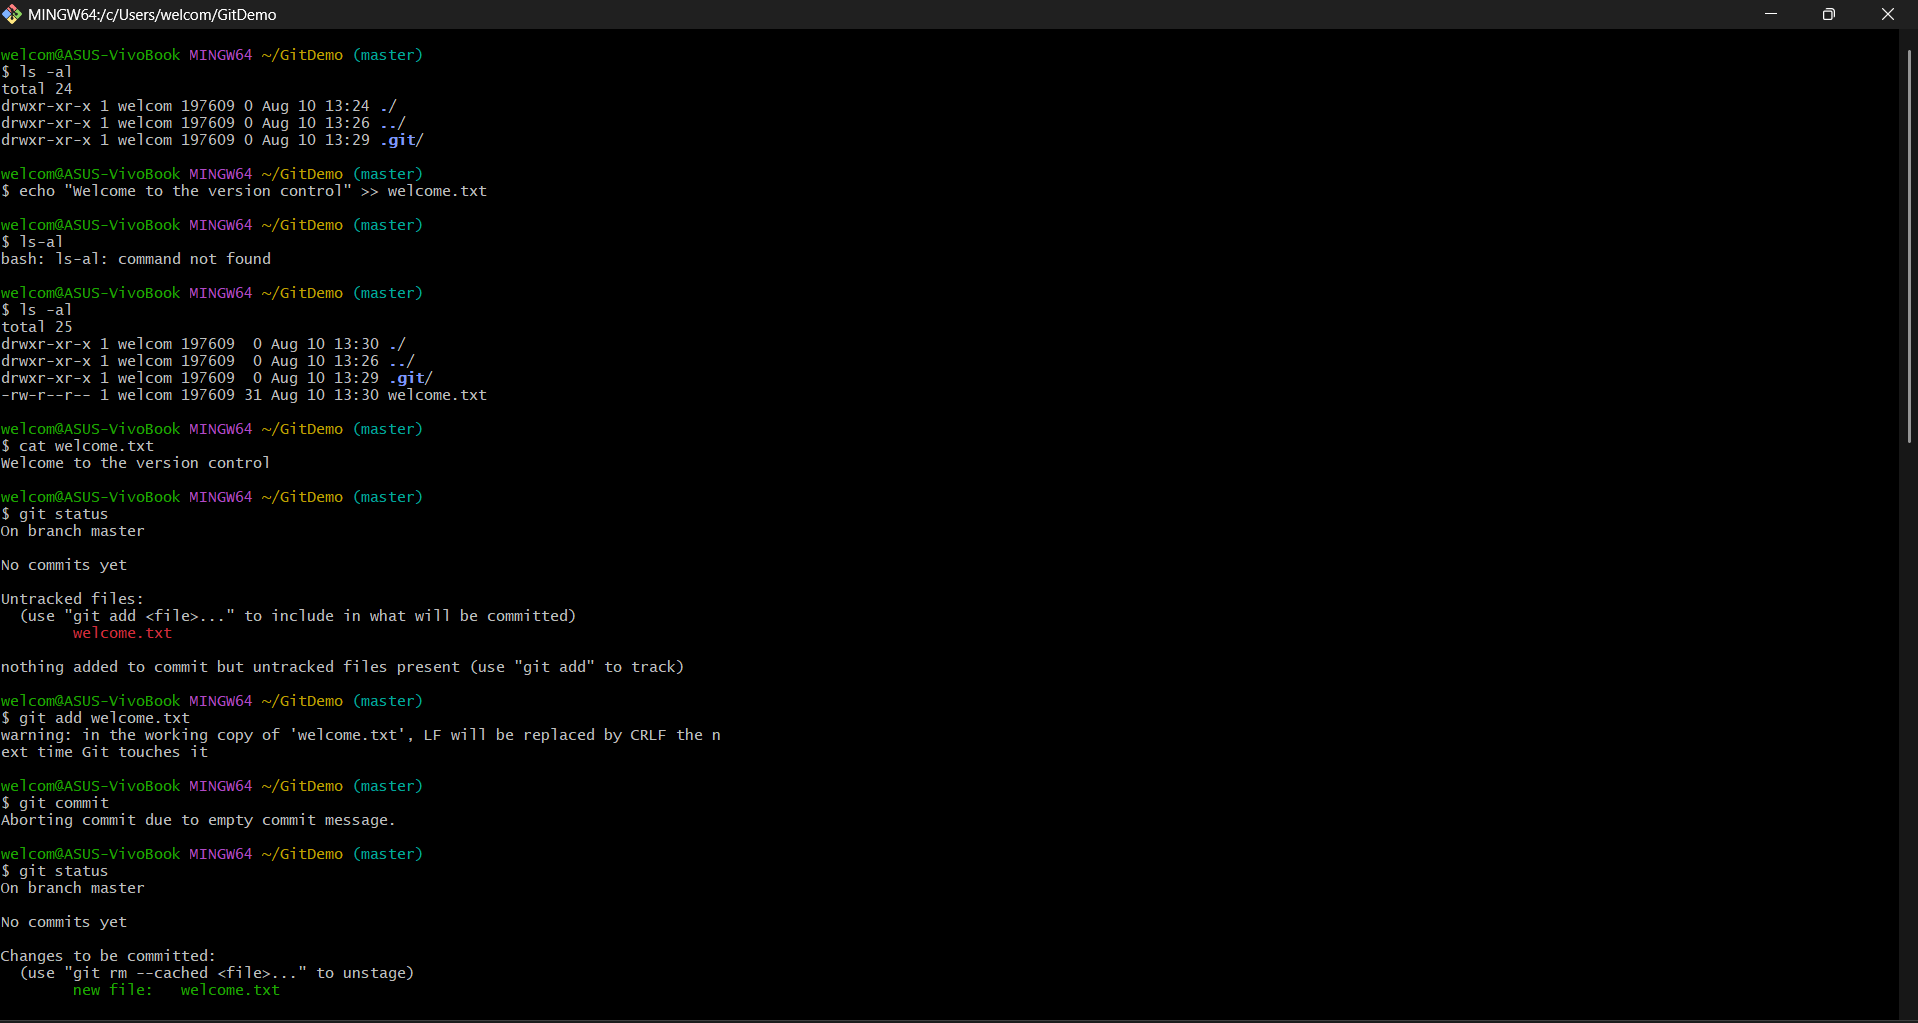 MINGW64:/c/Users/welcom/GitDemo
welcom@ASUS-VivoBook MINGW64 ~/GitDemo (master)
$ ls -al
total 24
drwxr-xr-x 1 welcom 197609 0 Aug 10 13:24 ./
drwxr-xr-x 1 welcom 197609 0 Aug 10 13:26 ../
drwxr-xr-x 1 welcom 197609 0 Aug 10 13:29 .git/
welcom@ASUS-VivoBook MINGW64 ~/GitDemo (master)
$ echo "Welcome to the version control" >> welcome.txt
welcom@ASUS-VivoBook MINGW64 ~/GitDemo (master)
$ ls-al
bash: ls-al: command not found
welcom@ASUS-VivoBook MINGW64 ~/GitDemo (master)
$ ls -al
total 25
drwxr-xr-x 1 welcom 197609  0 Aug 10 13:30 ./
drwxr-xr-x 1 welcom 197609  0 Aug 10 13:26 ../
drwxr-xr-x 1 welcom 197609  0 Aug 10 13:29 .git/
-rw-r--r-- 1 welcom 197609 31 Aug 10 13:30 welcome.txt
welcom@ASUS-VivoBook MINGW64 ~/GitDemo (master)
$ cat welcome.txt
Welcome to the version control
welcom@ASUS-VivoBook MINGW64 ~/GitDemo (master)
$ git status
On branch master
No commits yet
Untracked files:
  (use "git add <file>..." to include in what will be committed)
        welcome.txt
nothing added to commit but untracked files present (use "git add" to track)
welcom@ASUS-VivoBook MINGW64 ~/GitDemo (master)
$ git add welcome.txt
warning: in the working copy of 'welcome.txt', LF will be replaced by CRLF the n
ext time Git touches it
welcom@ASUS-VivoBook MINGW64 ~/GitDemo (master)
$ git commit
Aborting commit due to empty commit message.
welcom@ASUS-VivoBook MINGW64 ~/GitDemo (master)
$ git status
On branch master
No commits yet
Changes to be committed:
  (use "git rm --cached <file>..." to unstage)
        new file:   welcome.txt